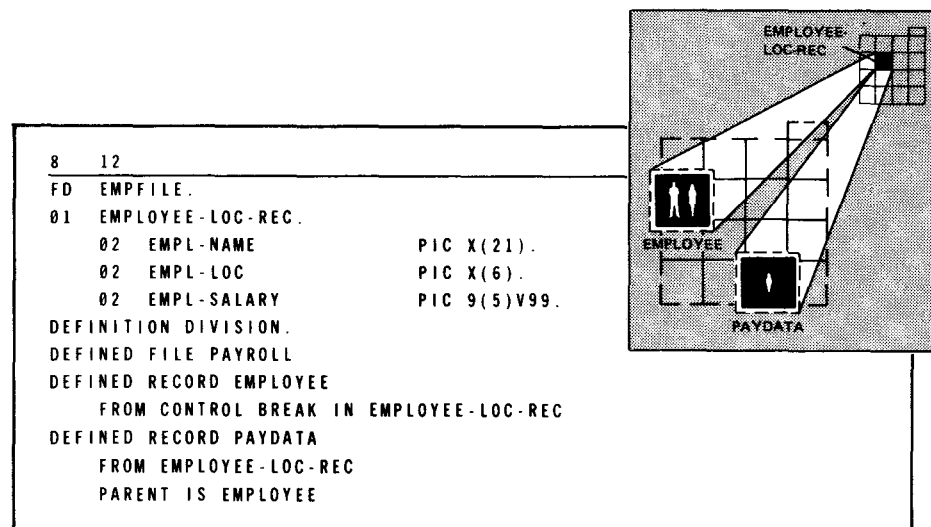 EMPLOYEE-
LOC-REC
EMPLOYEE
PAYDATA
8 12
FD EMPFILE.
01 EMPLOYEE-LOC-REC.
02 EMPL-NAME PIC X(21).
02 EMPL-LOC PIC X(6).
02 EMPL-SALARY PIC 9(5)V99.
DEFINITION DIVISION.
DEFINED FILE PAYROLL
DEFINED RECORD EMPLOYEE
FROM CONTROL BREAK IN EMPLOYEE-LOC-REC
DEFINED RECORD PAYDATA
FROM EMPLOYEE-LOC-REC
PARENT IS EMPLOYEE